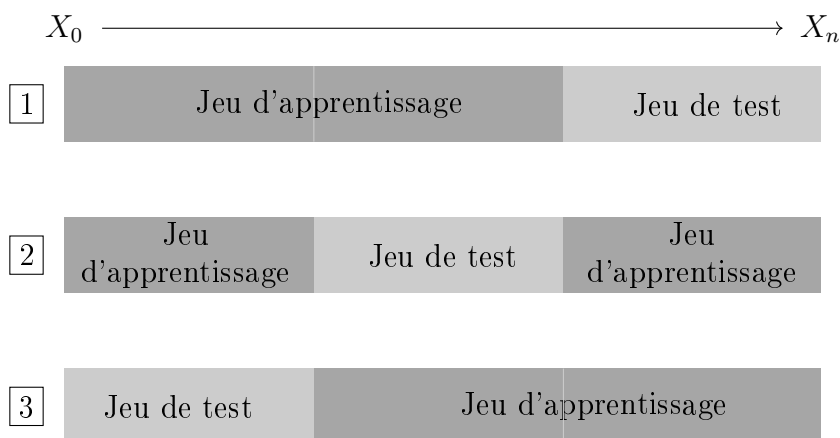 X0 Xn
1 Jeu d'apprentissage Jeu de test
2 Jeu d'apprentissage Jeu de test Jeu d'apprentissage
3 Jeu de test Jeu d'apprentissage